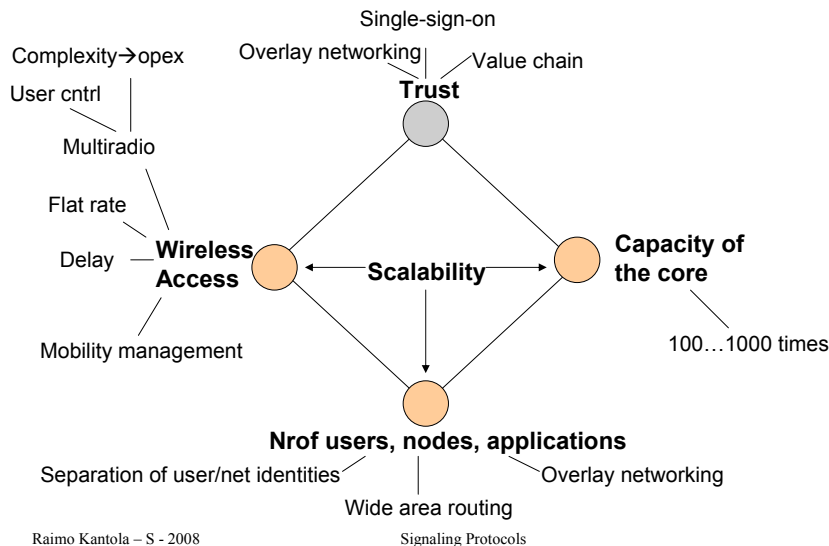 Single-sign-on
Overlay networking
Value chain
Trust
Complexity→opex
User cntrl
Multiradio
Flat rate
Delay
Wireless
Access
Mobility management
Scalability
Capacity of
the core
100…1000 times
Nrof users, nodes, applications
Separation of user/net identities
Overlay networking
Wide area routing
Raimo Kantola – S - 2008
Signaling Protocols